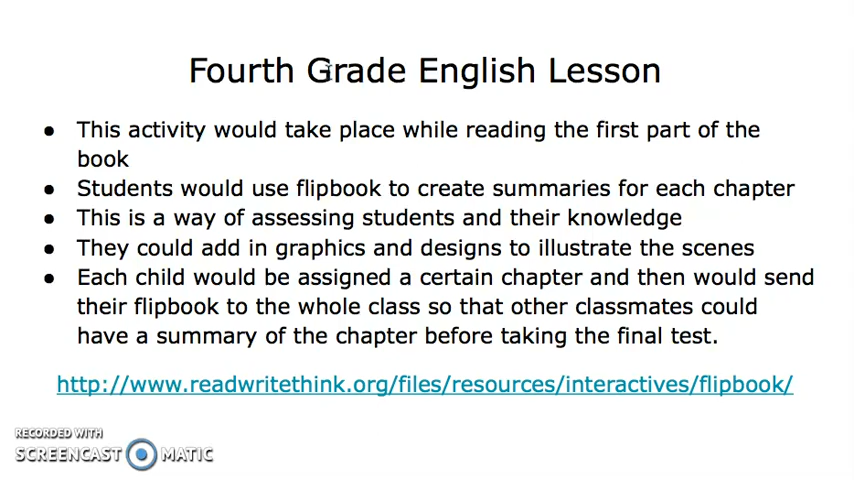 Fourth Grade English Lesson
● This activity would take place while reading the first part of the
book
● Students would use flipbook to create summaries for each chapter
● This is a way of assessing students and their knowledge
● They could add in graphics and designs to illustrate the scenes
● Each child would be assigned a certain chapter and then would send
their flipbook to the whole class so that other classmates could
have a summary of the chapter before taking the final test.
http://www.readwritethink.org/files/resources/interactives/flipbook/
RECORDED WITH
SCREENCAST MATIC